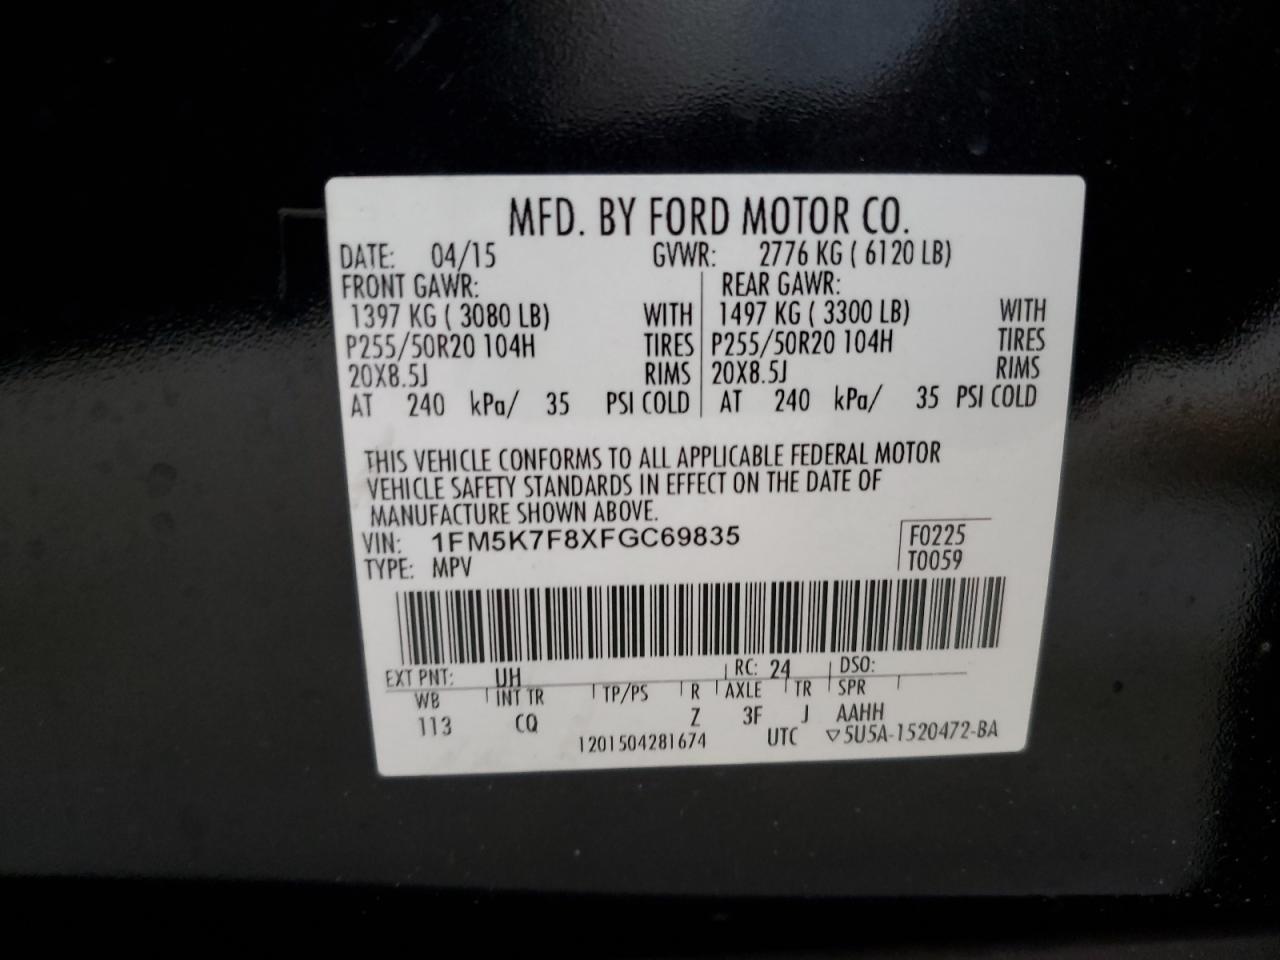 MFD. BY FORD MOTOR CO.
DATE: 04/15 GVWR: 2776 KG ( 6120 LB)
FRONT GAWR: REAR GAWR:
1397 KG ( 3080 LB) WITH 1497 KG ( 3300 LB) WITH
P255/50R20 104H TIRES P255/50R20 104H TIRES
20X8.5J RIMS 20X8.5J RIMS
AT 240 kPa/ 35 PSI COLD AT 240 kPa/ 35 PSI COLD
THIS VEHICLE CONFORMS TO ALL APPLICABLE FEDERAL MOTOR
VEHICLE SAFETY STANDARDS IN EFFECT ON THE DATE OF
MANUFACTURE SHOWN ABOVE.
VIN: 1FM5K7F8XFGC69835 F0225
TYPE: MPV T0059
EXT PNT: UH RC: 24 DSO:
WB INT TR TP/PS R AXLE TR SPR
113 CQ Z 3F J AAHH
1201504281674 UTC ▽5U5A-1520472-BA